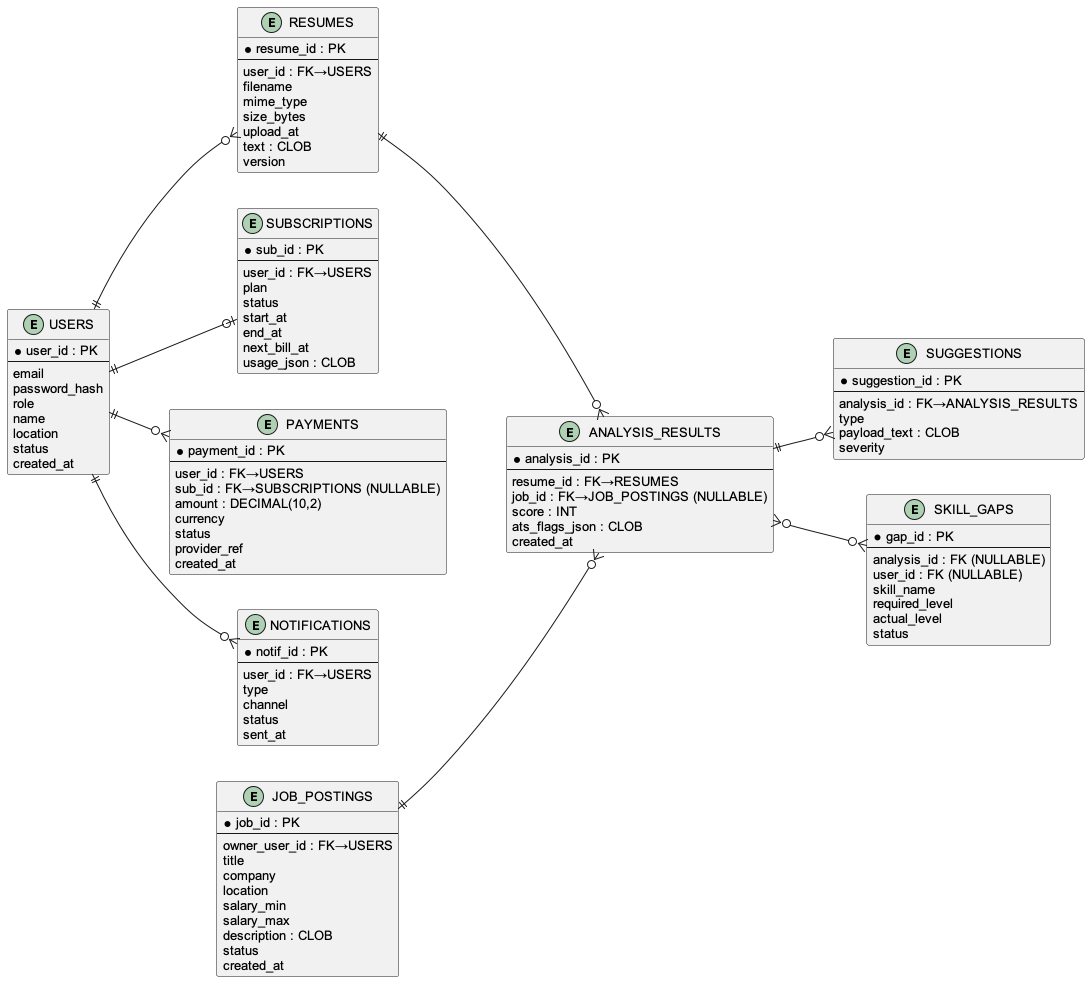 E RESUMES
resume_id : PK
user_id : FK→USERS
filename
mime_type
size_bytes
upload_at
text : CLOB
version
E SUBSCRIPTIONS
sub_id : PK
user_id : FK→USERS
plan
status
start_at
end_at
next_bill_at
usage_json : CLOB
E USERS
user_id : PK
email
password_hash
role
name
location
status
created_at
E PAYMENTS
payment_id : PK
user_id : FK→USERS
sub_id : FK→SUBSCRIPTIONS (NULLABLE)
amount : DECIMAL(10,2)
currency
status
provider_ref
created_at
E NOTIFICATIONS
notif_id : PK
user_id : FK→USERS
type
channel
status
sent_at
E JOB_POSTINGS
job_id : PK
owner_user_id : FK→USERS
title
company
location
salary_min
salary_max
description : CLOB
status
created_at
E ANALYSIS_RESULTS
analysis_id : PK
resume_id : FK→RESUMES
job_id : FK→JOB_POSTINGS (NULLABLE)
score : INT
ats_flags_json : CLOB
created_at
E SUGGESTIONS
suggestion_id : PK
analysis_id : FK→ANALYSIS_RESULTS
type
payload_text : CLOB
severity
E SKILL_GAPS
gap_id : PK
analysis_id : FK (NULLABLE)
user_id : FK (NULLABLE)
skill_name
required_level
actual_level
status